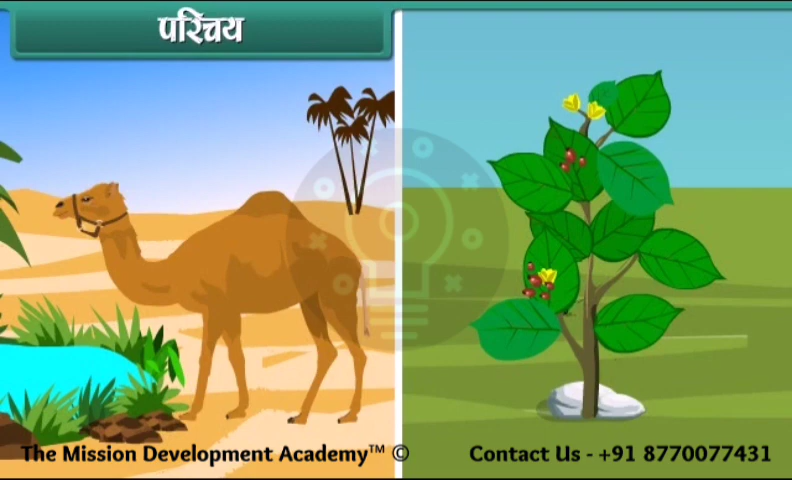 परिचय
The Mission Development Academy™ © Contact Us - +91 8770077431